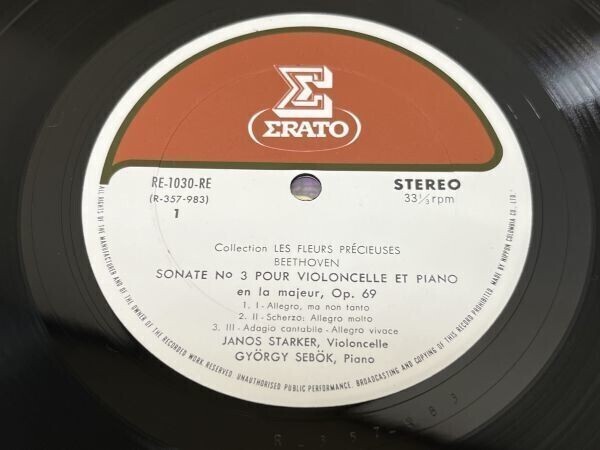 ERATO
RE-1030-RE
STEREO
(R-357-983)
33⅓rpm
1
Collection LES FLEURS PRÉCIEUSES
BEETHOVEN
SONATE No 3 POUR VIOLONCELLE ET PIANO
en la majeur, Op. 69
1. I - Allegro, ma non tanto
2. II - Scherzo: Allegro molto
3. III - Adagio cantabile - Allegro vivace
JANOS STARKER, Violoncelle
GYÖRGY SEBÖK, Piano
ALL RIGHTS OF THE MANUFACTURER AND OF THE OWNER OF THE RECORDED WORK RESERVED. UNAUTHORISED PUBLIC PERFORMANCE. BROADCASTING AND COPYING OF THIS RECORD PROHIBITED. MADE BY NIPPON COLUMBIA CO. LTD.
R-357-983